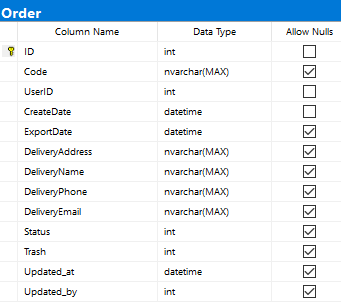 Order
Column Name Data Type Allow Nulls
ID int
Code nvarchar(MAX)
UserID int
CreateDate datetime
ExportDate datetime
DeliveryAddress nvarchar(MAX)
DeliveryName nvarchar(MAX)
DeliveryPhone nvarchar(MAX)
DeliveryEmail nvarchar(MAX)
Status int
Trash int
Updated_at datetime
Updated_by int